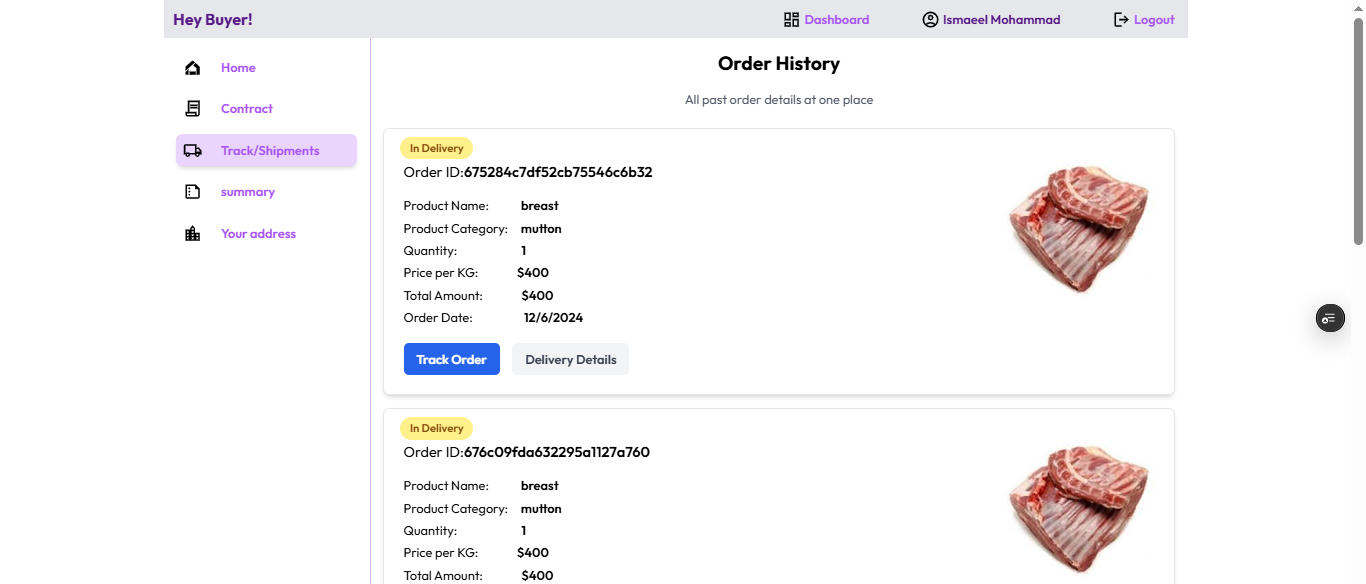 Hey Buyer!
Dashboard
Ismaeel Mohammad
Logout
Home
Contract
Track/Shipments
summary
Your address
Order History
All past order details at one place
In Delivery
Order ID:675284c7df52cb75546c6b32
Product Name: breast
Product Category: mutton
Quantity: 1
Price per KG: $400
Total Amount: $400
Order Date: 12/6/2024
Track Order
Delivery Details
In Delivery
Order ID:676c09fda632295a1127a760
Product Name: breast
Product Category: mutton
Quantity: 1
Price per KG: $400
Total Amount: $400